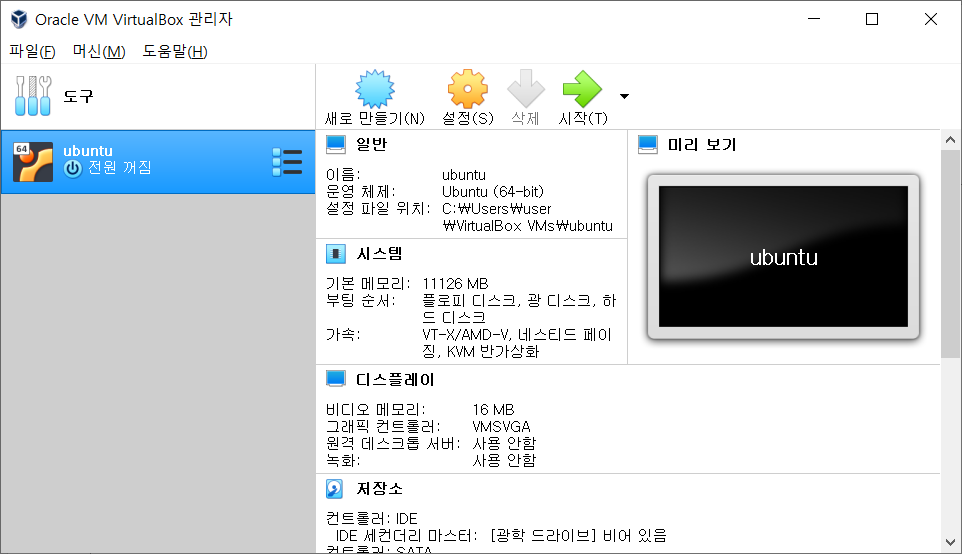 Oracle VM VirtualBox 관리자
파일(F) 머신(M) 도움말(H)
도구
새로 만들기(N) 설정(S) 삭제 시작(T)
64
ubuntu
전원 꺼짐
일반
이름: ubuntu
운영 체제: Ubuntu (64-bit)
설정 파일 위치: C:₩Users₩user
₩VirtualBox VMs₩ubuntu
미리 보기
ubuntu
시스템
기본 메모리: 11126 MB
부팅 순서: 플로피 디스크, 광 디스크, 하
드 디스크
가속: VT-X/AMD-V, 네스티드 페이
징, KVM 반가상화
디스플레이
비디오 메모리: 16 MB
그래픽 컨트롤러: VMSVGA
원격 데스크톱 서버: 사용 안함
녹화: 사용 안함
저장소
컨트롤러: IDE
IDE 세컨더리 마스터: [광학 드라이브] 비어 있음
컨트롤러: SATA